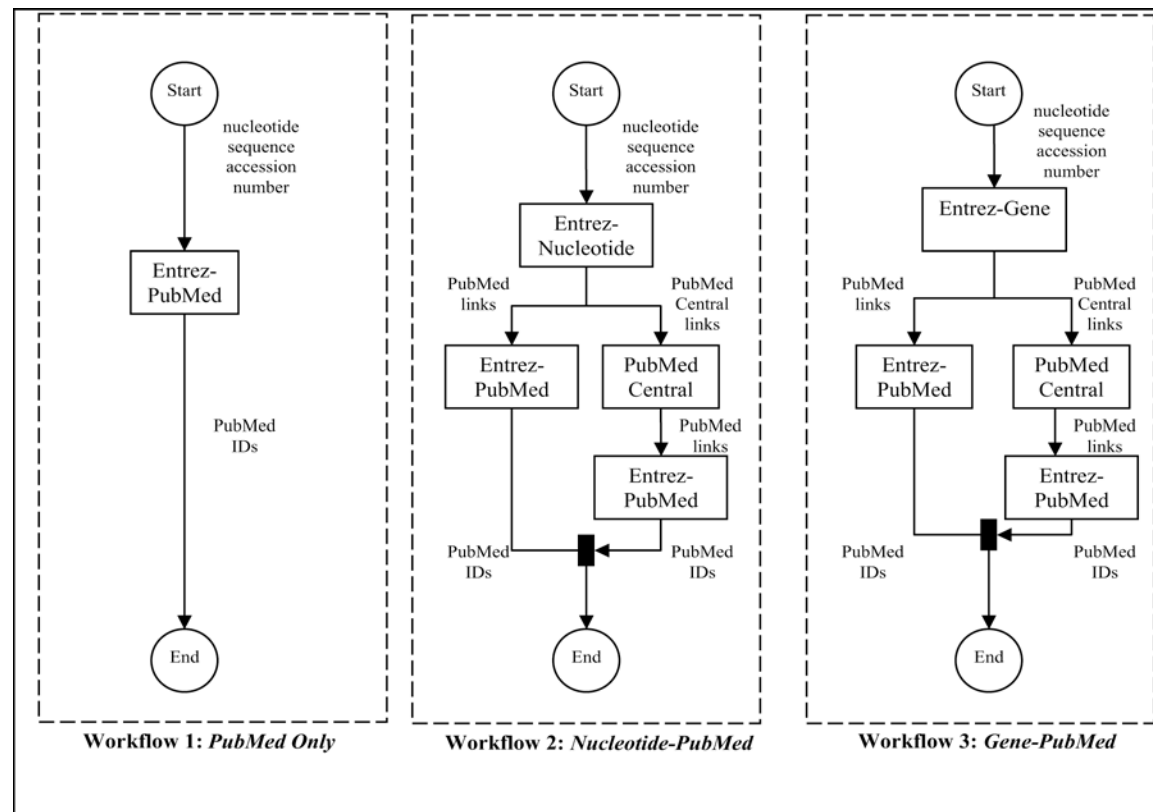 Start
nucleotide
sequence
accession
number
Entrez-
PubMed
PubMed
IDs
End
Workflow 1: PubMed Only
Start
nucleotide
sequence
accession
number
Entrez-
Nucleotide
PubMed
links
PubMed
Central
links
Entrez-
PubMed
PubMed
Central
PubMed
links
Entrez-
PubMed
PubMed
IDs
PubMed
IDs
End
Workflow 2: Nucleotide-PubMed
Start
nucleotide
sequence
accession
number
Entrez-Gene
PubMed
links
PubMed
Central
links
Entrez-
PubMed
PubMed
Central
PubMed
links
Entrez-
PubMed
PubMed
IDs
PubMed
IDs
End
Workflow 3: Gene-PubMed